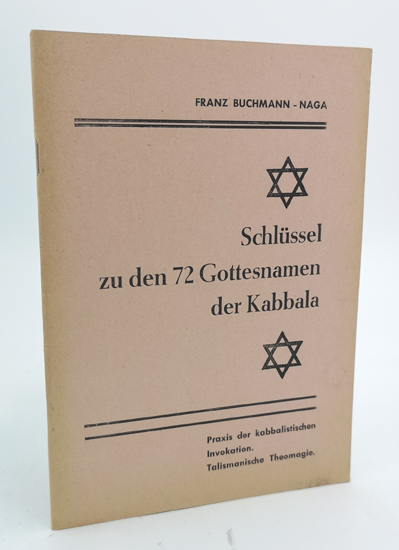 FRANZ BUCHMANN - NAGA
Schlüssel
zu den 72 Gottesnamen
der Kabbala
Praxis der kabbalistischen
Invokation.
Talismanische Theomagie.